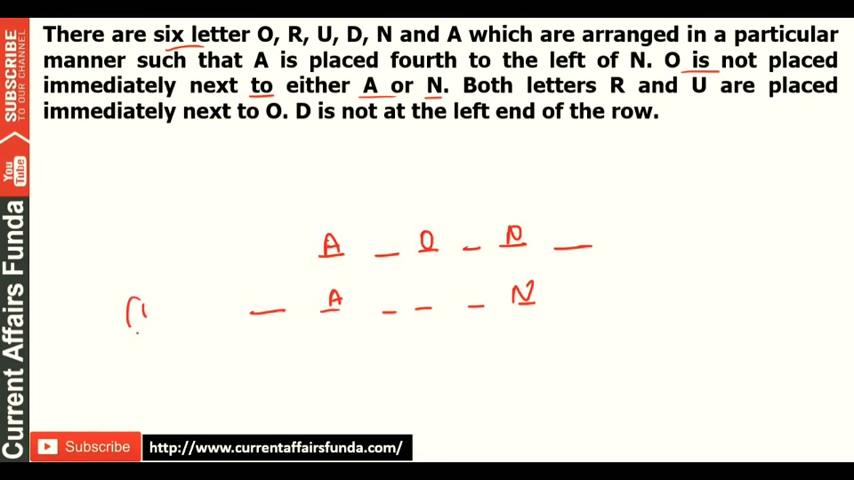 There are six letter O, R, U, D, N and A which are arranged in a particular
manner such that A is placed fourth to the left of N. O is not placed
immediately next to either A or N. Both letters R and U are placed
immediately next to O. D is not at the left end of the row.
A _ O _ N _
_ A _ _ _ N
SUBSCRIBE
TO OUR CHANNEL
You
Tube
Current Affairs Funda
Subscribe
http://www.currentaffairsfunda.com/